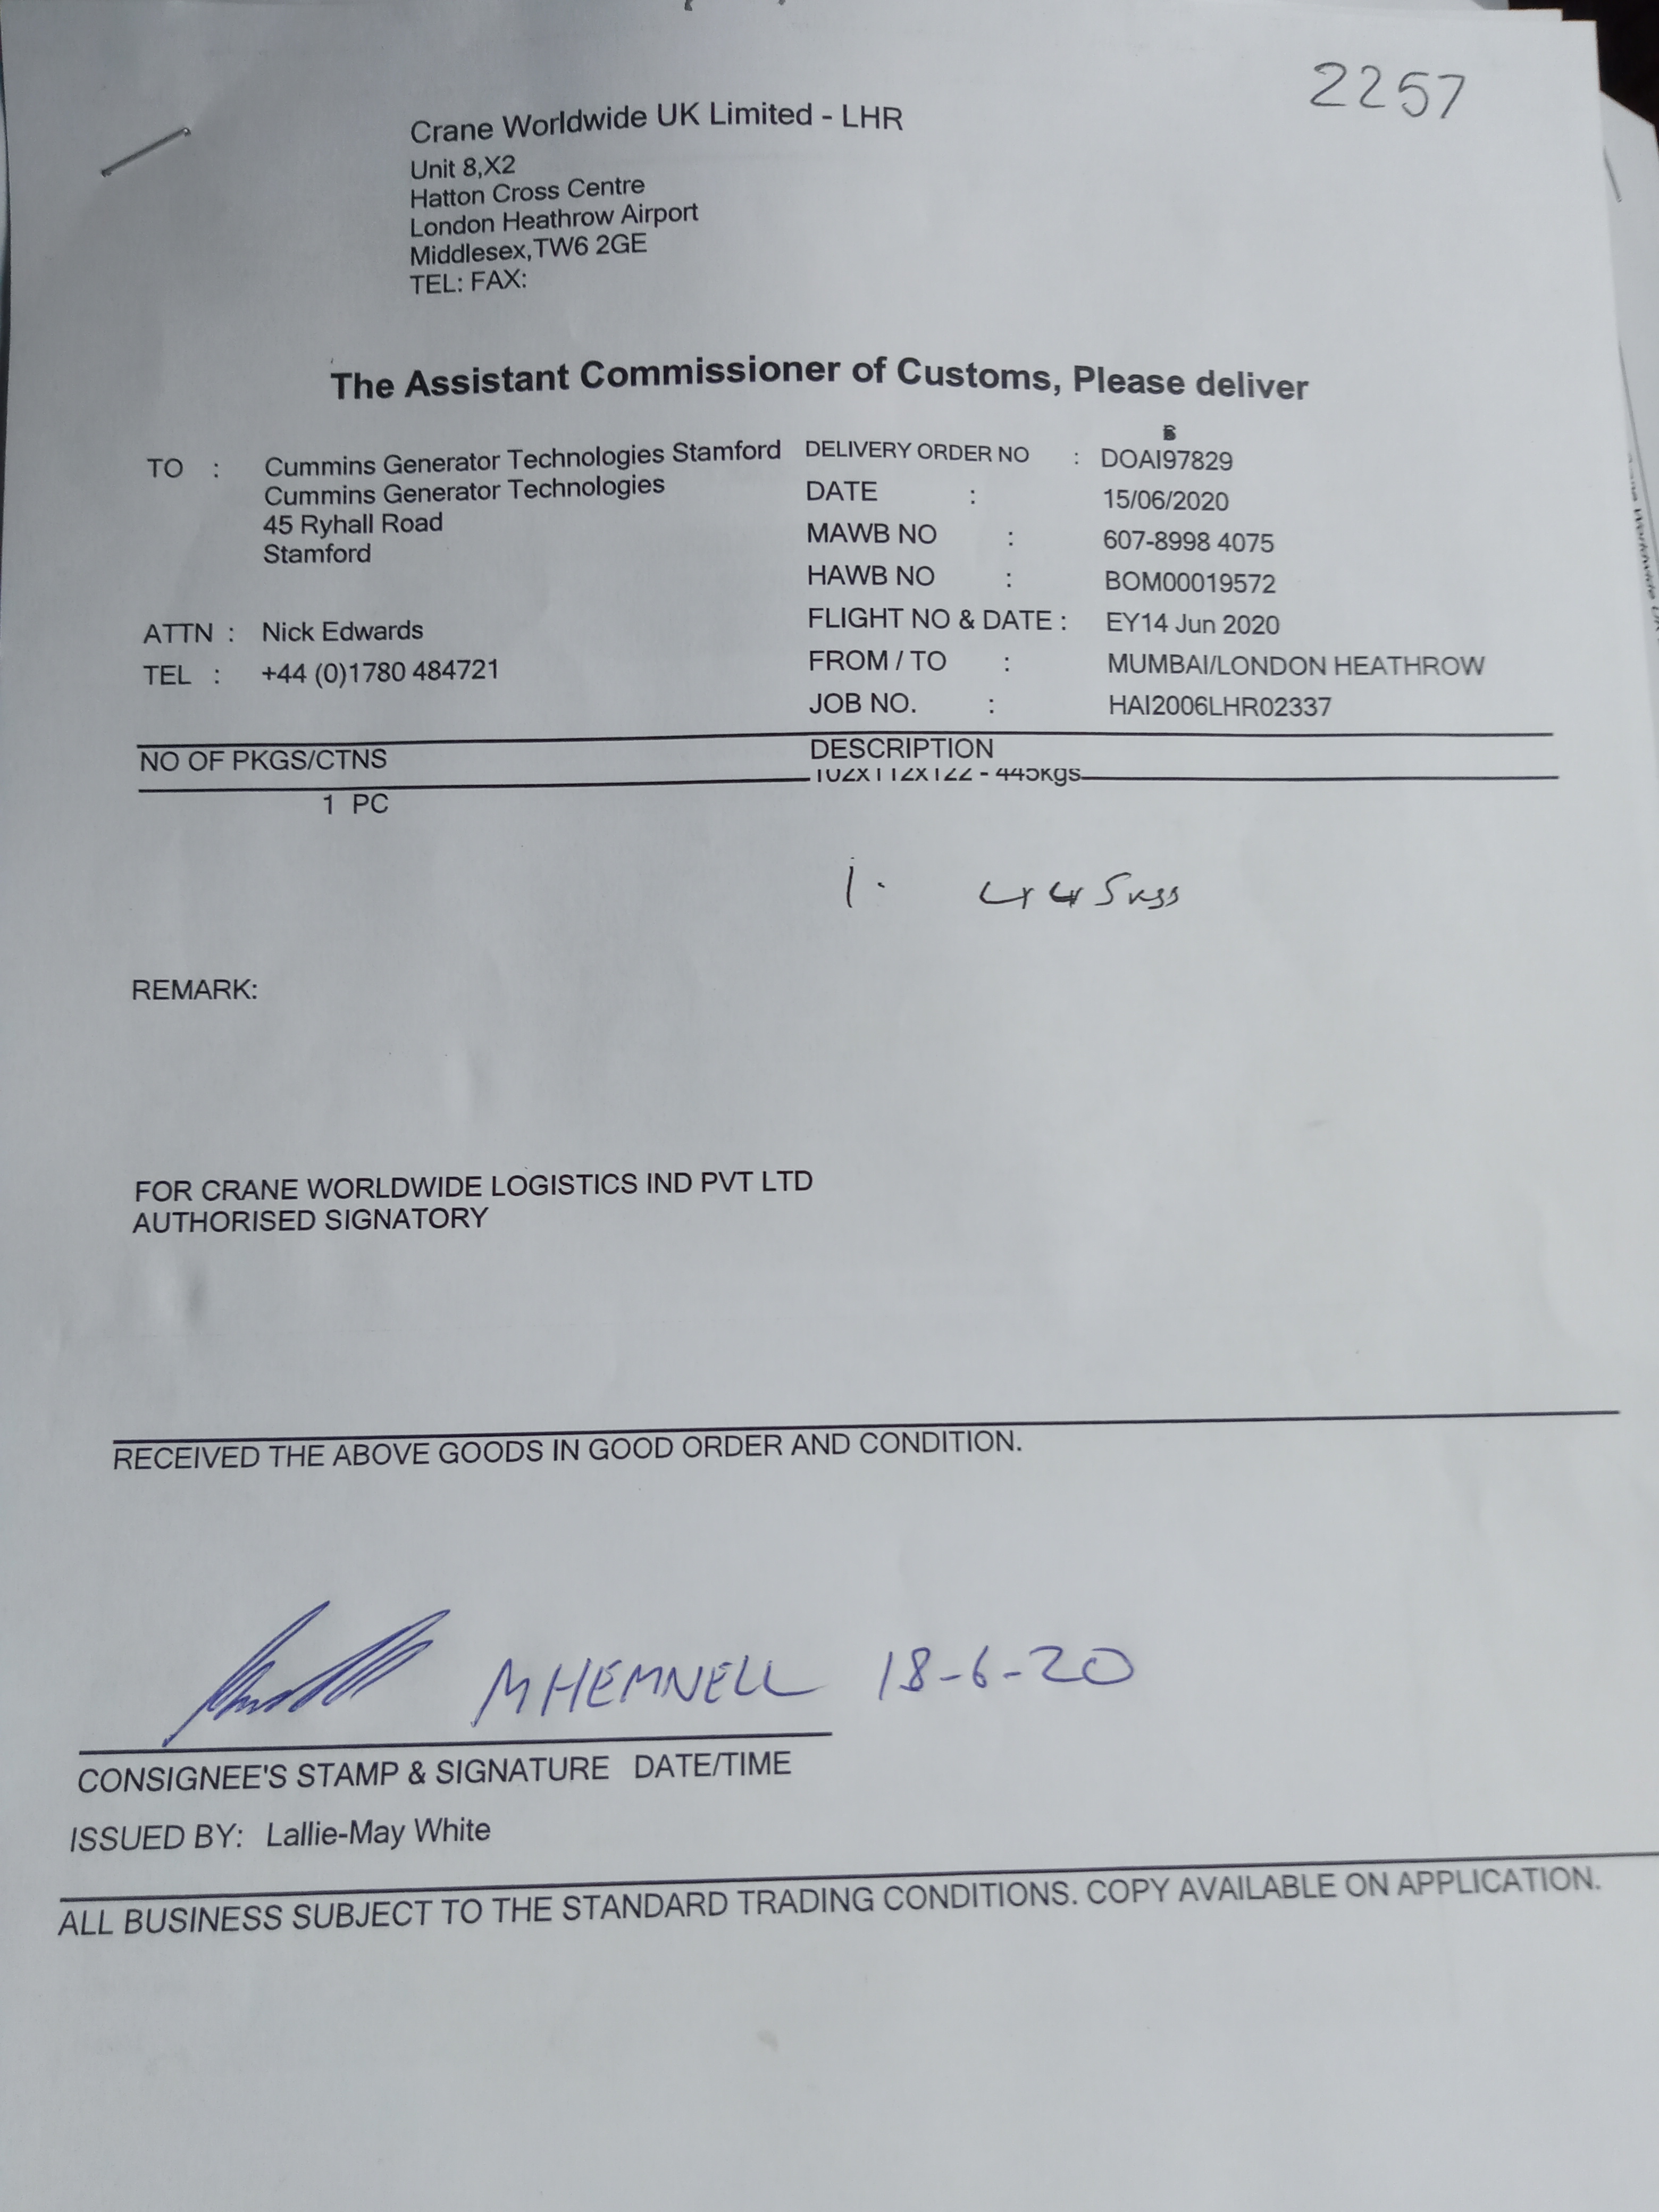 2257
Crane Worldwide UK Limited - LHR
Unit 8,X2
Hatton Cross Centre
London Heathrow Airport
Middlesex,TW6 2GE
TEL: FAX:
The Assistant Commissioner of Customs, Please deliver
TO : Cummins Generator Technologies Stamford
Cummins Generator Technologies
45 Ryhall Road
Stamford
ATTN : Nick Edwards
TEL : +44 (0)1780 484721
DELIVERY ORDER NO : DOAI97829
DATE : 15/06/2020
MAWB NO : 607-8998 4075
HAWB NO : BOM00019572
FLIGHT NO & DATE : EY14 Jun 2020
FROM / TO : MUMBAI/LONDON HEATHROW
JOB NO. : HAI2006LHR02337
NO OF PKGS/CTNS DESCRIPTION
102X112X122 - 445kgs
1 PC
1. 445kgs
REMARK:
FOR CRANE WORLDWIDE LOGISTICS IND PVT LTD
AUTHORISED SIGNATORY
RECEIVED THE ABOVE GOODS IN GOOD ORDER AND CONDITION.
MHEMNELL 18-6-20
CONSIGNEE'S STAMP & SIGNATURE DATE/TIME
ISSUED BY: Lallie-May White
ALL BUSINESS SUBJECT TO THE STANDARD TRADING CONDITIONS. COPY AVAILABLE ON APPLICATION.